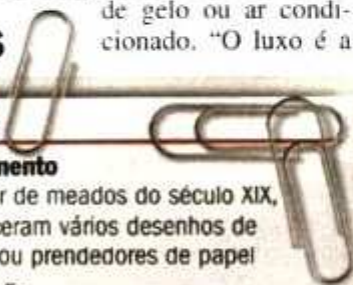 de gelo ou ar condi-
cionado. “O luxo é a
s
mento
r de meados do século XIX,
ceram vários desenhos de
ou prendedores de papel